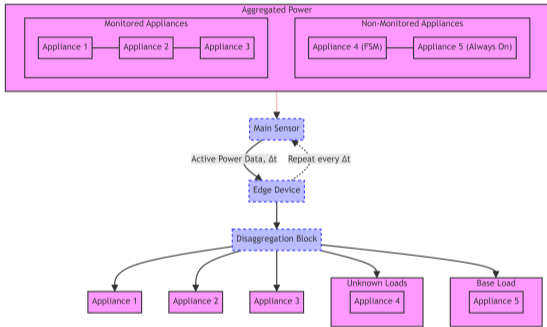 Aggregated Power
Monitored Appliances
Non-Monitored Appliances
Appliance 1
Appliance 2
Appliance 3
Appliance 4 (FSM)
Appliance 5 (Always On)
Main Sensor
Active Power Data, Δt
Repeat every Δt
Edge Device
Disaggregation Block
Unknown Loads
Base Load
Appliance 1
Appliance 2
Appliance 3
Appliance 4
Appliance 5